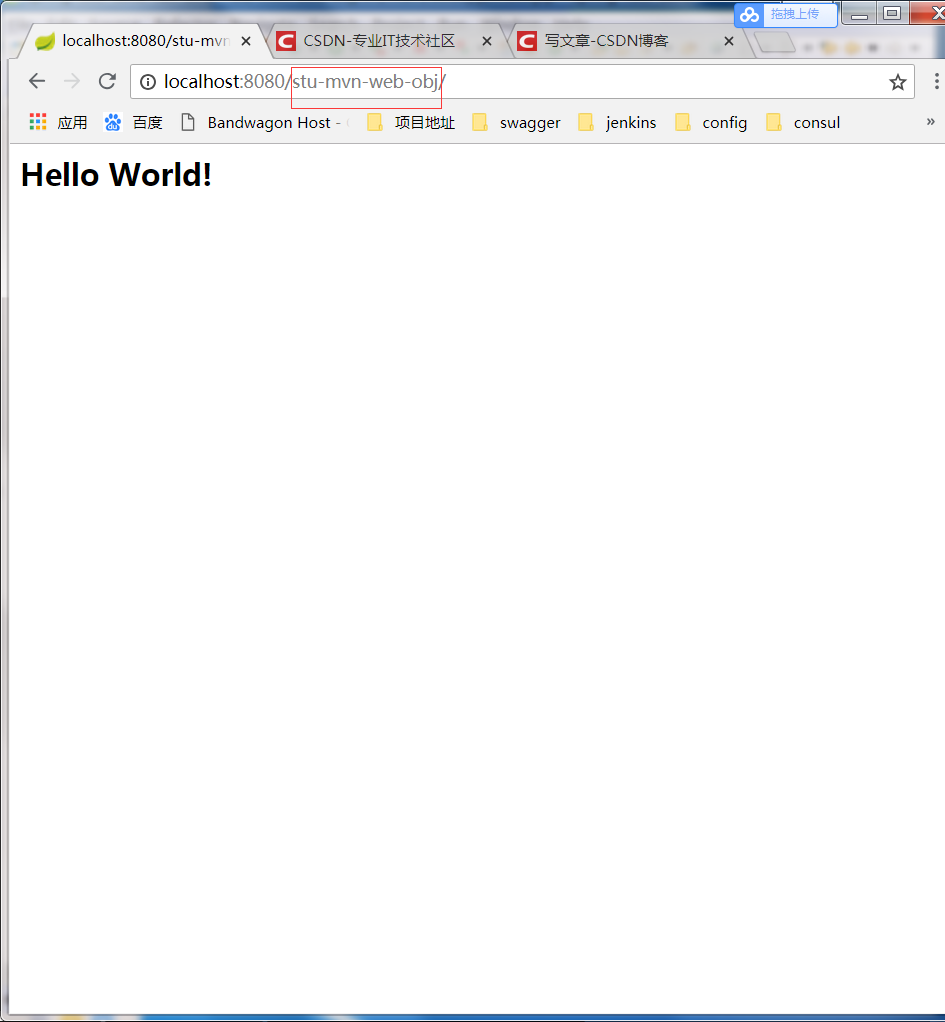 拖拽上传
localhost:8080/stu-mvn CSDN-专业IT技术社区 写文章-CSDN博客
localhost:8080/stu-mvn-web-obj/
应用 百度 Bandwagon Host - 项目地址 swagger jenkins config consul »
Hello World!